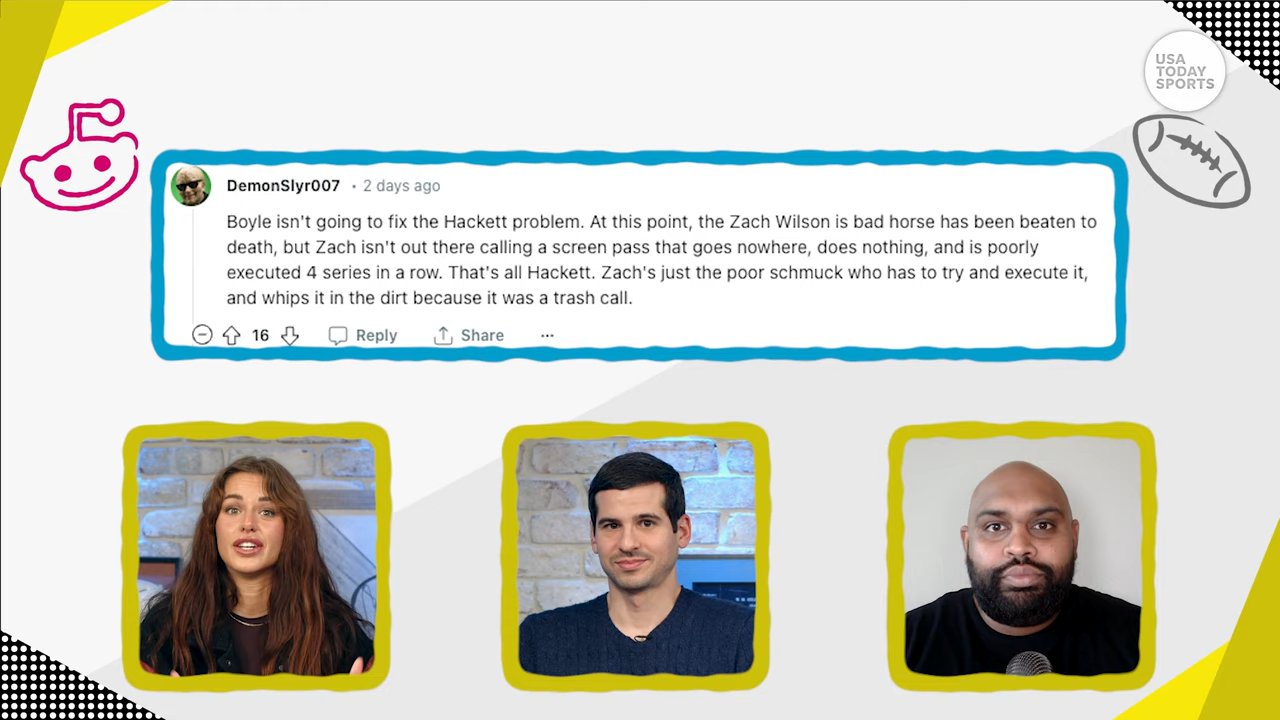 USA
TODAY
SPORTS
DemonSlyr007 • 2 days ago
Boyle isn't going to fix the Hackett problem. At this point, the Zach Wilson is bad horse has been beaten to
death, but Zach isn't out there calling a screen pass that goes nowhere, does nothing, and is poorly
executed 4 series in a row. That's all Hackett. Zach's just the poor schmuck who has to try and execute it,
and whips it in the dirt because it was a trash call.
16 Reply Share ...